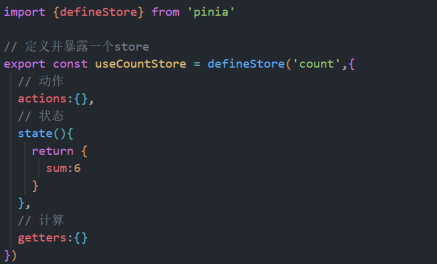 import {defineStore} from 'pinia'
// 定义并暴露一个store
export const useCountStore = defineStore('count',{
// 动作
actions:{},
// 状态
state(){
return {
sum:6
}
},
// 计算
getters:{}
})